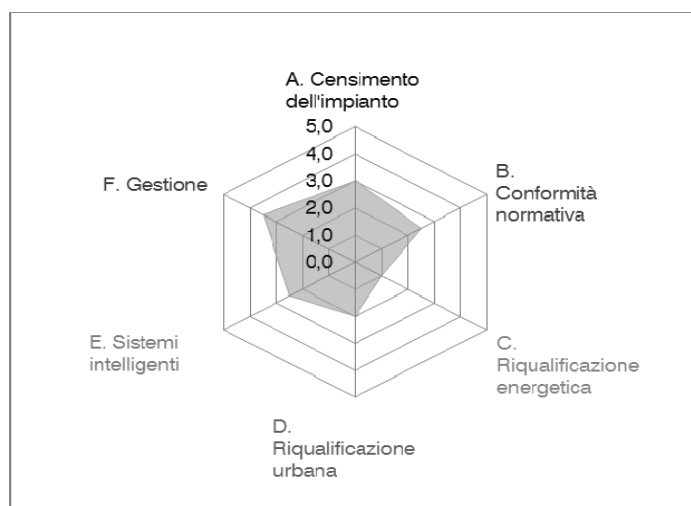 A. Censimento
dell'impianto
5,0
4,0
3,0
2,0
1,0
0,0
B.
Conformità
normativa
C.
Riqualificazione
energetica
D.
Riqualificazione
urbana
E. Sistemi
intelligenti
F. Gestione